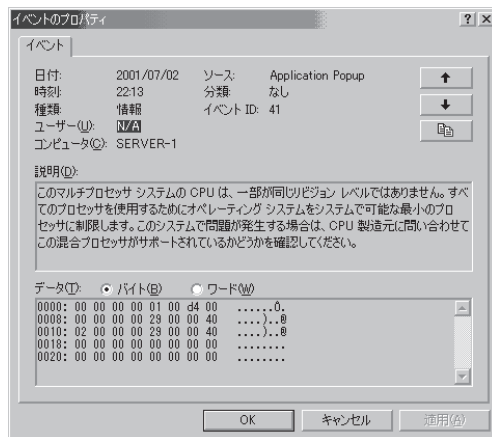 イベントのプロパティ
? ×
イベント
日付: 2001/07/02 ソース: Application Popup
時刻: 22:13 分類: なし
種類: 情報 イベント ID: 41
ユーザー(U): N/A
コンピュータ(C): SERVER-1
説明(D):
このマルチプロセッサ システムの CPU は、一部が同じリビジョン レベルではありません。すべ
てのプロセッサを使用するためにオペレーティング システムをシステムで可能な最小のプロ
セッサに制限します。このシステムで問題が発生する場合は、CPU 製造元に問い合わせて
この混合プロセッサがサポートされているかどうかを確認してください。
データ(T): バイト(B) ワード(W)
0000: 00 00 00 00 01 00 d4 00 ......Ô.
0008: 00 00 00 00 29 00 00 40 ....)..@
0010: 02 00 00 00 29 00 00 40 ....)..@
0018: 00 00 00 00 00 00 00 00 ........
0020: 00 00 00 00 00 00 00 00 ........
OK キャンセル 適用(A)